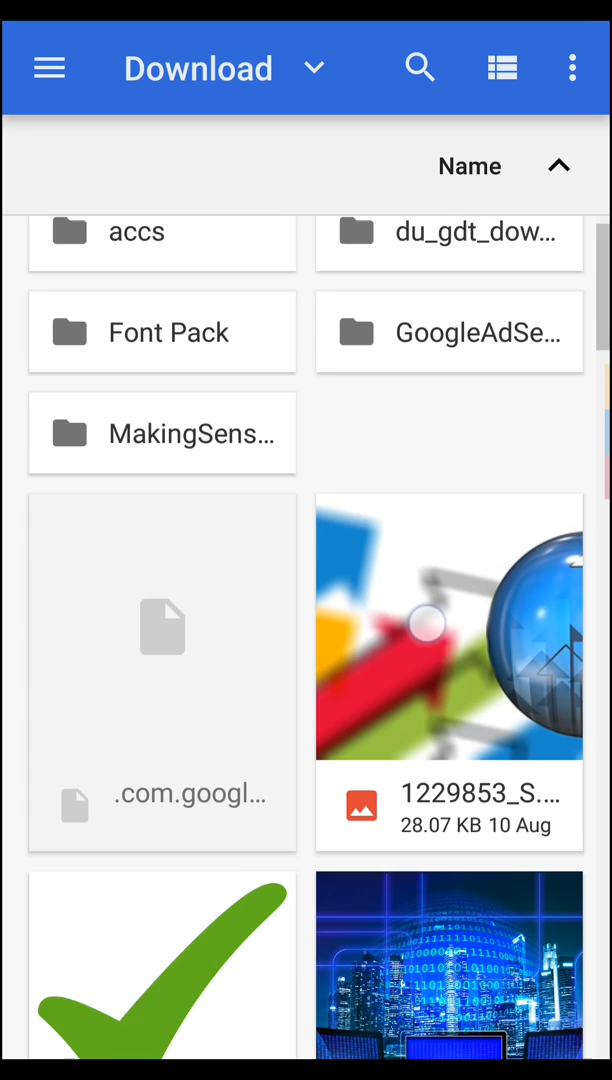 Download
Name
accs
du_gdt_dow...
Font Pack
GoogleAdSe...
MakingSens...
.com.googl...
1229853_S....
28.07 KB 10 Aug